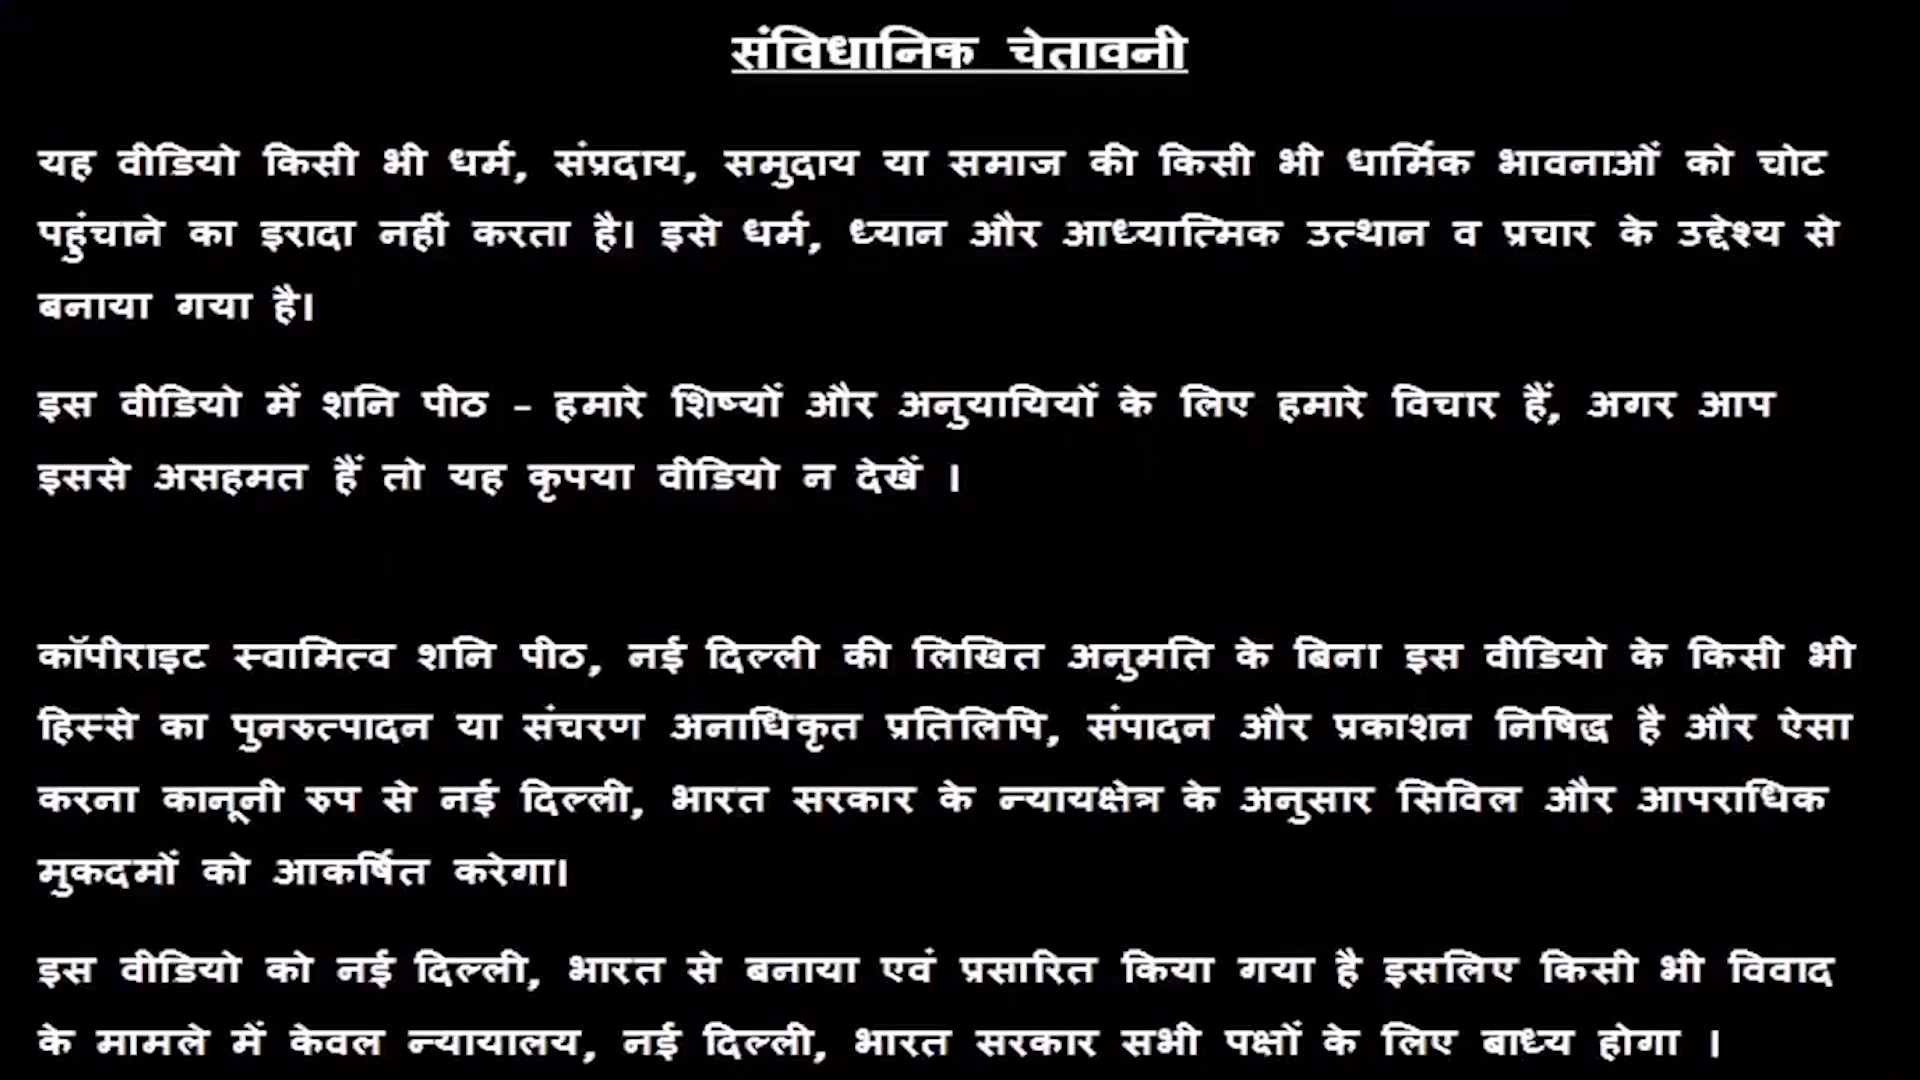 संविधानिक चेतावनी
यह वीडियो किसी भी धर्म, संप्रदाय, समुदाय या समाज की किसी भी धार्मिक भावनाओं को चोट
पहुंचाने का इरादा नहीं करता है। इसे धर्म, ध्यान और आध्यात्मिक उत्थान व प्रचार के उद्देश्य से
बनाया गया है।
इस वीडियो में शनि पीठ – हमारे शिष्यों और अनुयायियों के लिए हमारे विचार हैं, अगर आप
इससे असहमत हैं तो यह कृपया वीडियो न देखें ।
कॉपीराइट स्वामित्व शनि पीठ, नई दिल्ली की लिखित अनुमति के बिना इस वीडियो के किसी भी
हिस्से का पुनरुत्पादन या संचरण अनाधिकृत प्रतिलिपि, संपादन और प्रकाशन निषिद्ध है और ऐसा
करना कानूनी रुप से नई दिल्ली, भारत सरकार के न्यायक्षेत्र के अनुसार सिविल और आपराधिक
मुकदमों को आकर्षित करेगा।
इस वीडियो को नई दिल्ली, भारत से बनाया एवं प्रसारित किया गया है इसलिए किसी भी विवाद
के मामले में केवल न्यायालय, नई दिल्ली, भारत सरकार सभी पक्षों के लिए बाध्य होगा ।